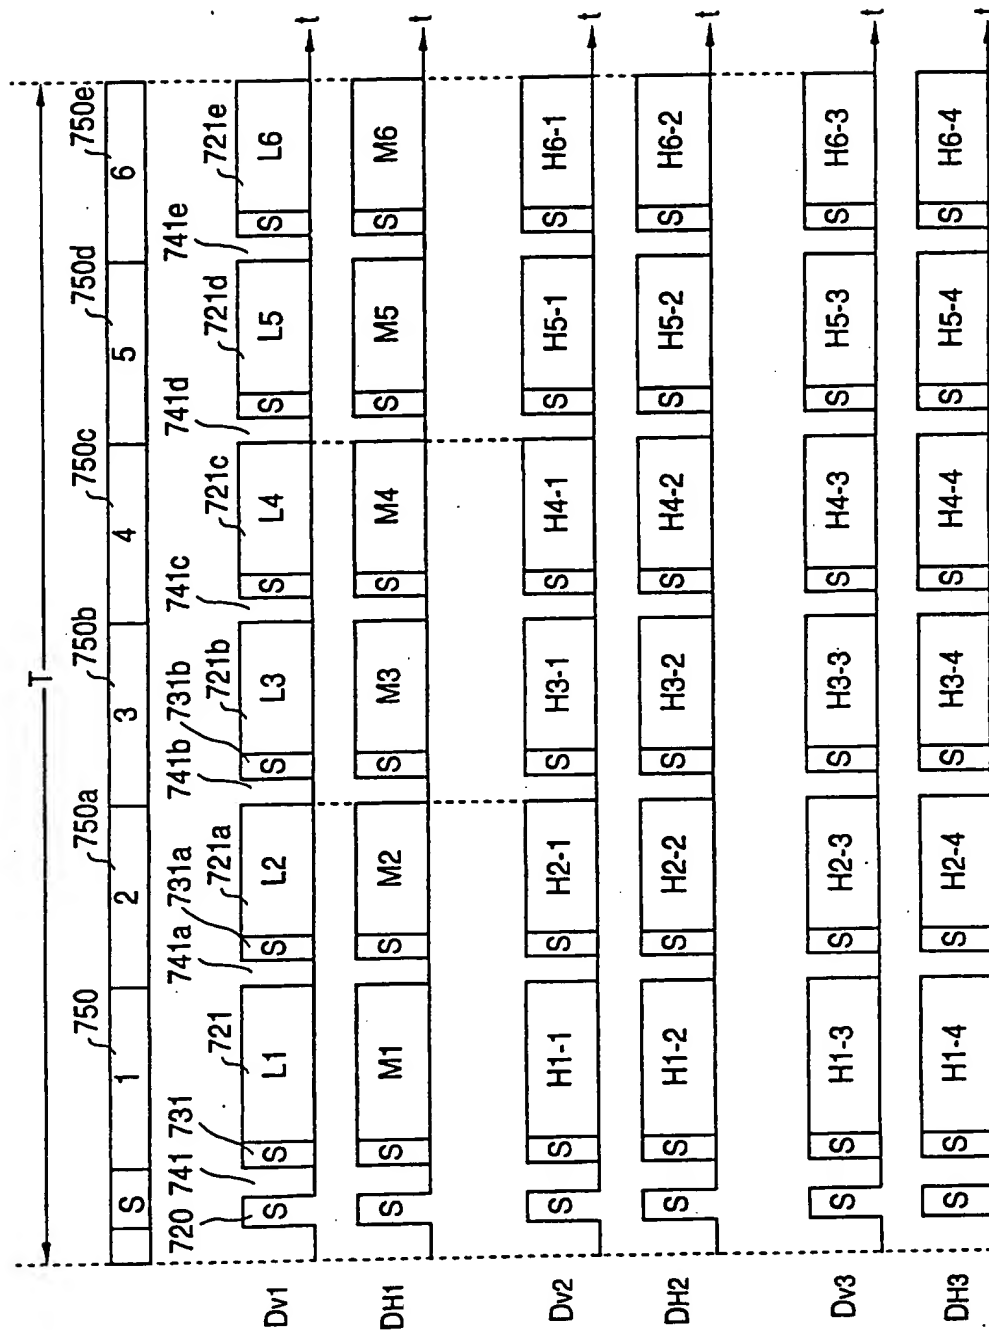 T
750 750a 750b 750c 750d 750e
S 1 2 3 4 5 6
720 741 731 721 741a 731a 721a 741b 731b 721b 741c 721c 741d 721d 741e 721e
Dv1 S S L1 S L2 S L3 S L4 S L5 S L6 t
DH1 S S M1 S M2 S M3 S M4 S M5 S M6 t
Dv2 S S H1-1 S H2-1 S H3-1 S H4-1 S H5-1 S H6-1 t
DH2 S S H1-2 S H2-2 S H3-2 S H4-2 S H5-2 S H6-2 t
Dv3 S S H1-3 S H2-3 S H3-3 S H4-3 S H5-3 S H6-3 t
DH3 S S H1-4 S H2-4 S H3-4 S H4-4 S H5-4 S H6-4 t